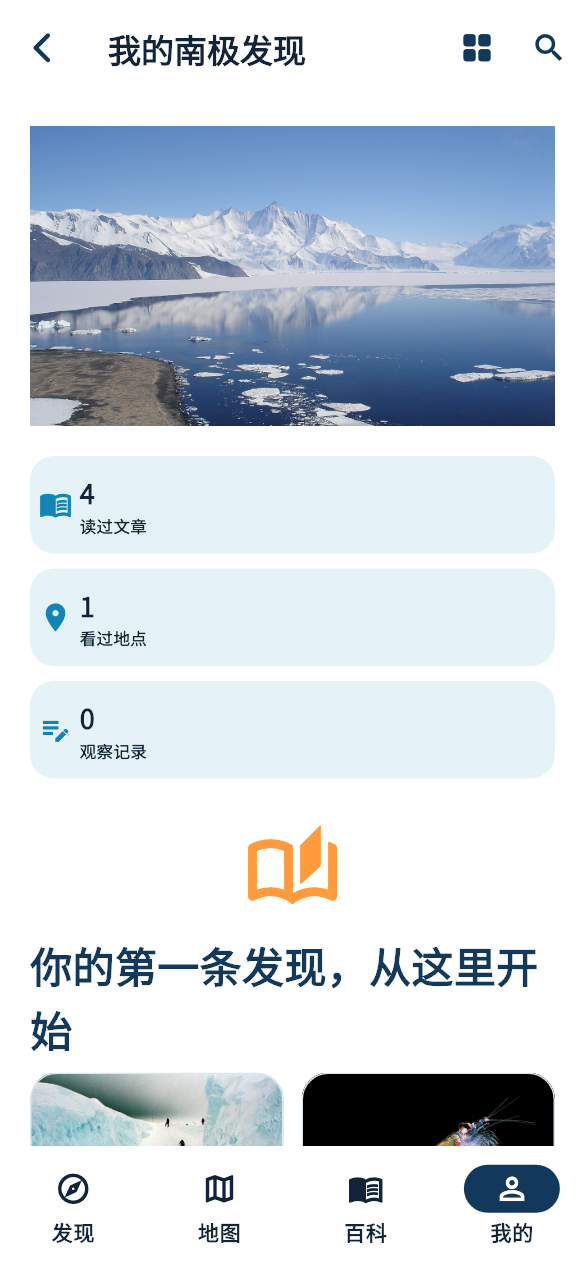 我的南极发现
4
读过文章
1
看过地点
0
观察记录
你的第一条发现，从这里开
始
发现
地图
百科
我的